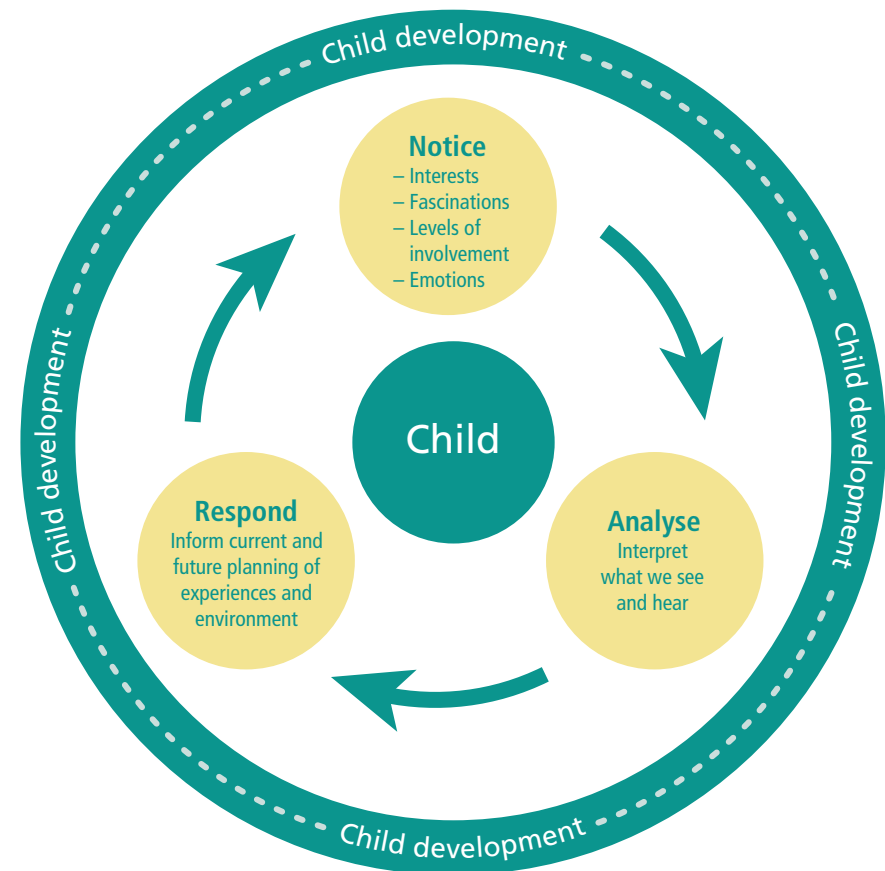 Child development
Notice
– Interests
– Fascinations
– Levels of
involvement
– Emotions
Child development
Child development
Child
Respond
Inform current and
future planning of
experiences and
environment
Analyse
Interpret
what we see
and hear
Child development